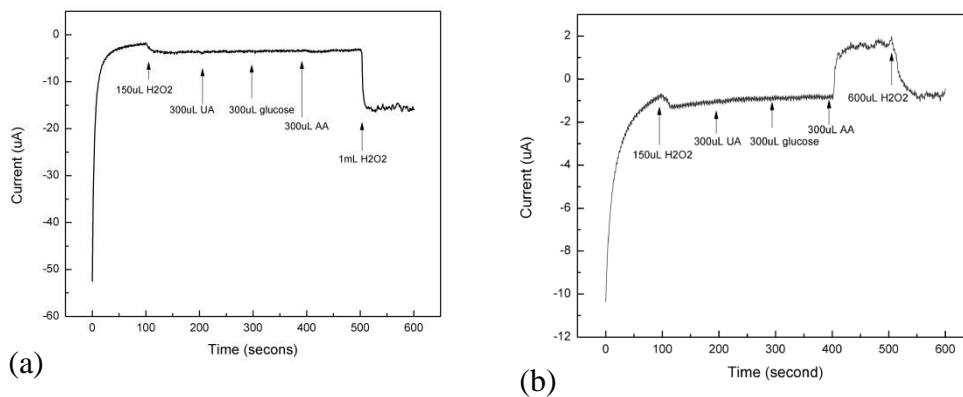 0
-10
-20
-30
-40
-50
-60
Current (uA)
150uL H2O2
300uL UA
300uL glucose
300uL AA
1mL H2O2
0 100 200 300 400 500 600
Time (secons)
(a)
2
0
-2
-4
-6
-8
-10
-12
Current (uA)
150uL H2O2
300uL UA
300uL glucose
300uL AA
600uL H2O2
0 100 200 300 400 500 600
Time (second)
(b)